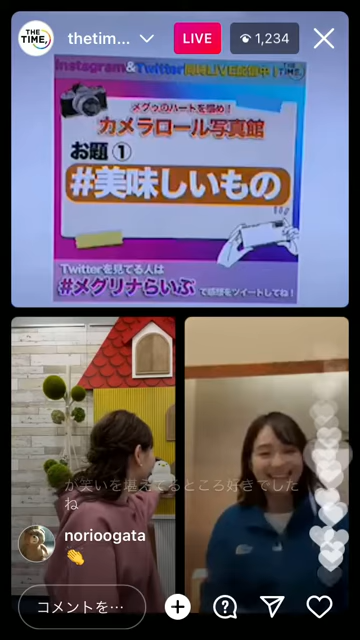 THE TIME,
thetim...
LIVE
1,234
Instagram&Twitter同時LIVE配信中！
THE TIME,
メグのハートを掴め!!
カメラロール写真館
お題①
#美味しいもの
Twitterを見てる人は
#メグリナらいぶ で感想をツイートしてね！
が笑いを堪えてるところ好きでした
ね
norioogata
👏
コメントを…